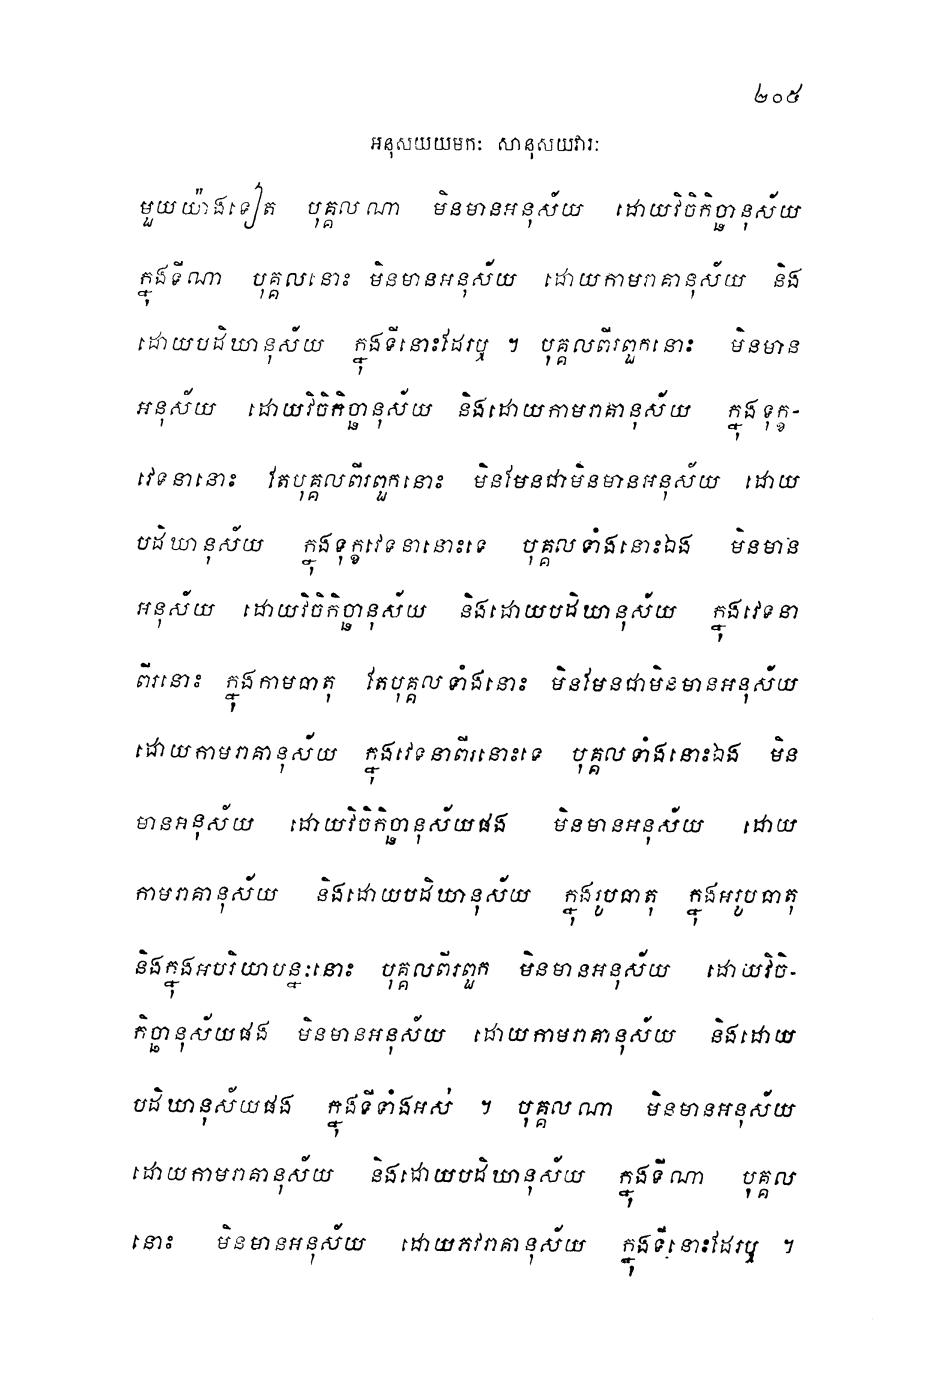 ២០៥
អនុសយយមកៈ សានុសយវារៈ
មួយយ៉ាងទៀត បុគ្គលណា មិនមានអនុស័យ ដោយវិចិកិច្ឆានុស័យ
ក្នុងទីណា បុគ្គលនោះ មិនមានអនុស័យ ដោយកាមរាគានុស័យ និង
ដោយបដិឃានុស័យ ក្នុងទីនោះដែរឬ ។ បុគ្គលពីរពួកនោះ មិនមាន
អនុស័យ ដោយវិចិកិច្ឆានុស័យ និងដោយកាមរាគានុស័យ ក្នុងទុក្ខ-
វេទនានោះ តែបុគ្គលពីរពួកនោះ មិនមែនជាមិនមានអនុស័យ ដោយ
បដិឃានុស័យ ក្នុងទុក្ខវេទនានោះទេ បុគ្គលទាំងនោះឯង មិនមាន
អនុស័យ ដោយវិចិកិច្ឆានុស័យ និងដោយបដិឃានុស័យ ក្នុងវេទនា
ពីរនោះ ក្នុងកាមធាតុ តែបុគ្គលទាំងនោះ មិនមែនជាមិនមានអនុស័យ
ដោយកាមរាគានុស័យ ក្នុងវេទនាពីរនោះទេ បុគ្គលទាំងនោះឯង មិន
មានអនុស័យ ដោយវិចិកិច្ឆានុស័យផង មិនមានអនុស័យ ដោយ
កាមរាគានុស័យ និងដោយបដិឃានុស័យ ក្នុងរូបធាតុ ក្នុងអរូបធាតុ
និងក្នុងអបរិយាបន្នៈនោះ បុគ្គលពីរពួក មិនមានអនុស័យ ដោយវិចិ-
កិច្ឆានុស័យផង មិនមានអនុស័យ ដោយកាមរាគានុស័យ និងដោយ
បដិឃានុស័យផង ក្នុងទីទាំងអស់ ។ បុគ្គលណា មិនមានអនុស័យ
ដោយកាមរាគានុស័យ និងដោយបដិឃានុស័យ ក្នុងទីណា បុគ្គល
នោះ មិនមានអនុស័យ ដោយភវរាគានុស័យ ក្នុងទីនោះដែរឬ ។